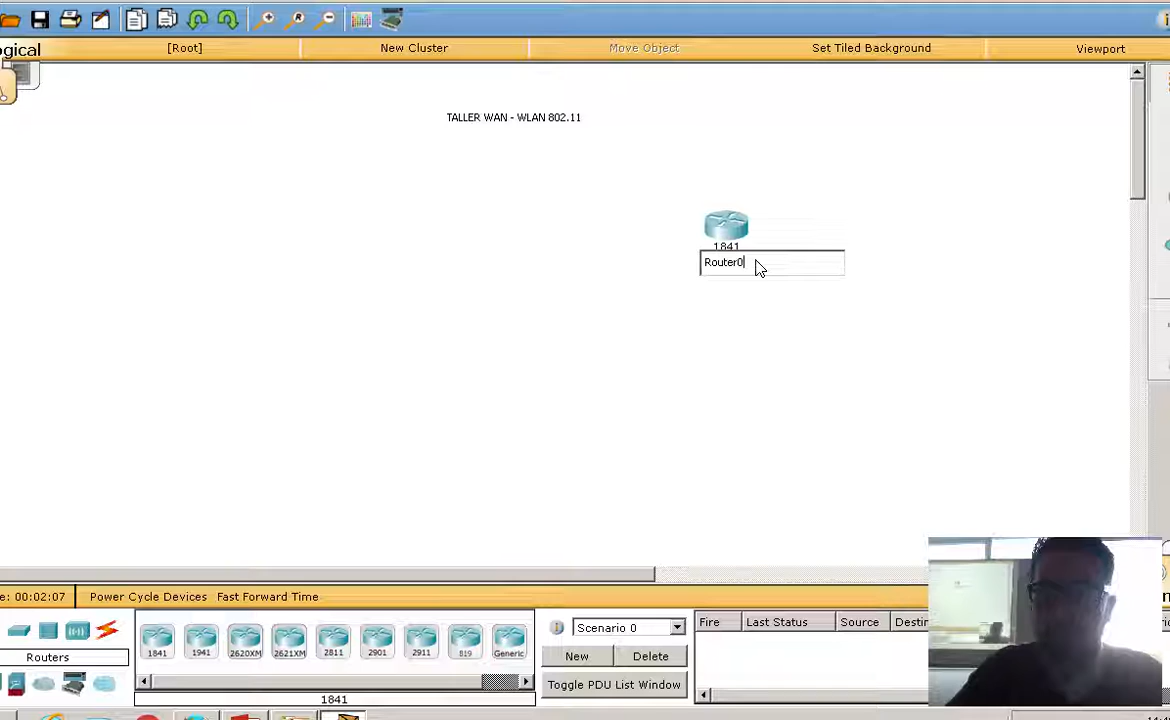 ogical
[Root]
New Cluster
Move Object
Set Tiled Background
Viewport
TALLER WAN - WLAN 802.11
1841
Router0
e: 00:02:07
Power Cycle Devices Fast Forward Time
Routers
1841 1941 2620XM 2621XM 2811 2901 2911 819 Generic
1841
Scenario 0
New Delete
Toggle PDU List Window
Fire Last Status Source Destin